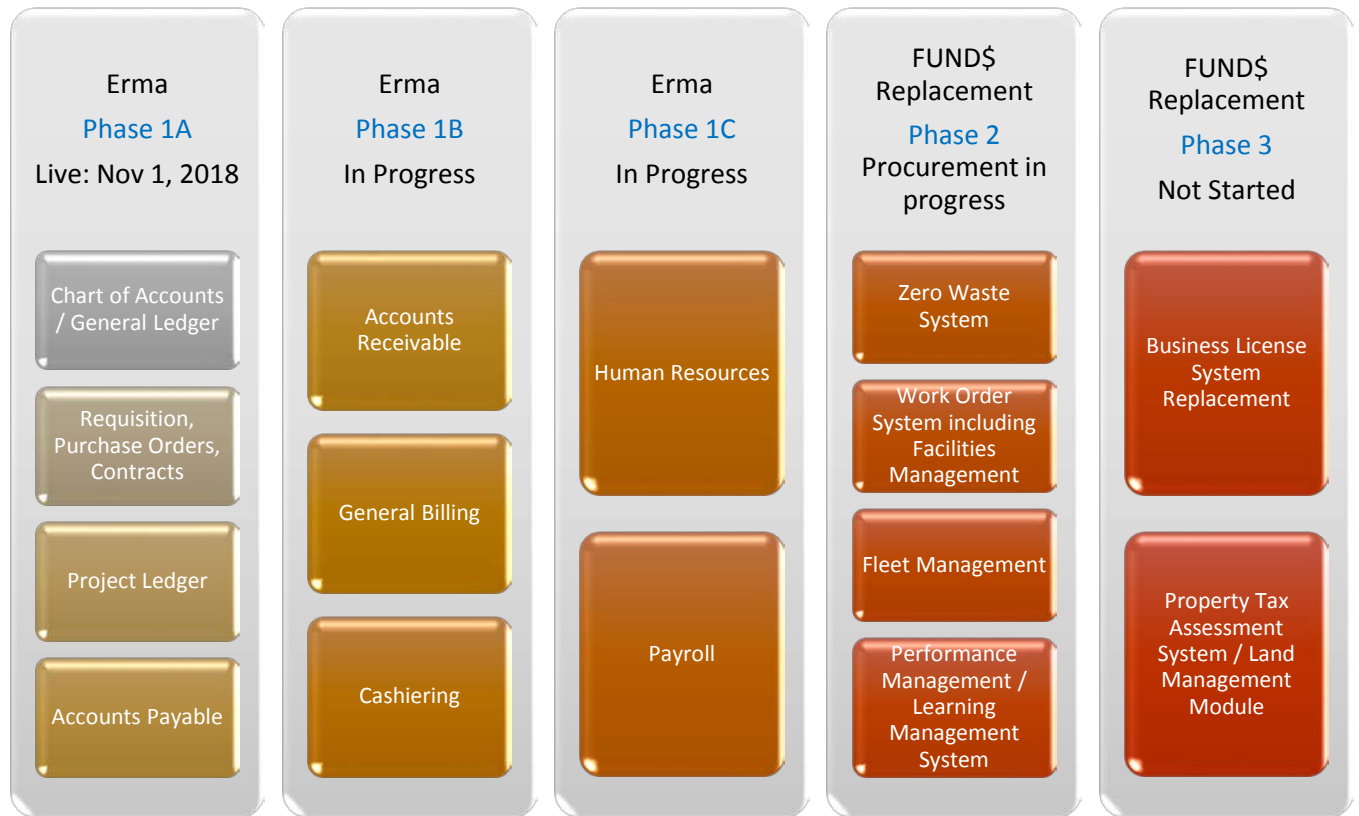 Erma
Phase 1A
Live: Nov 1, 2018
Chart of Accounts
/ General Ledger
Requisition,
Purchase Orders,
Contracts
Project Ledger
Accounts Payable
Erma
Phase 1B
In Progress
Accounts
Receivable
General Billing
Cashiering
Erma
Phase 1C
In Progress
Human Resources
Payroll
FUND$
Replacement
Phase 2
Procurement in
progress
Zero Waste
System
Work Order
System including
Facilities
Management
Fleet Management
Performance
Management /
Learning
Management
System
FUND$
Replacement
Phase 3
Not Started
Business License
System
Replacement
Property Tax
Assessment
System / Land
Management
Module